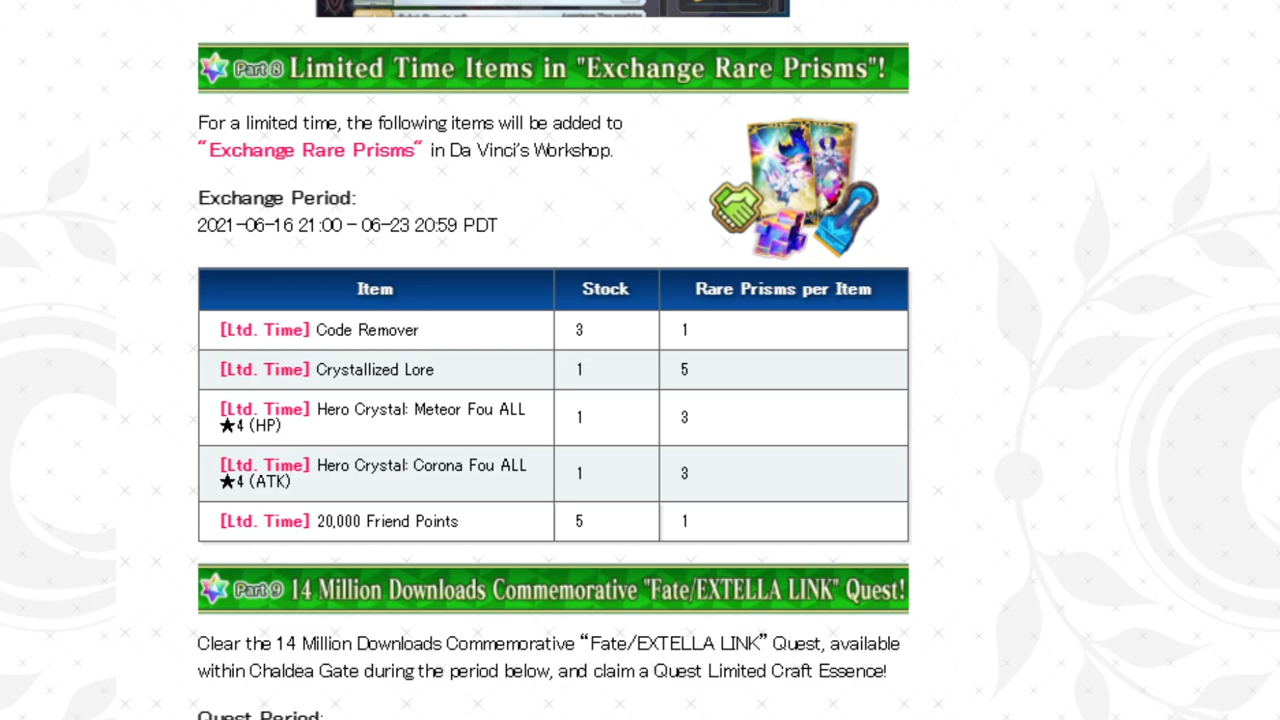 Part 8 Limited Time Items in "Exchange Rare Prisms"!
For a limited time, the following items will be added to
“Exchange Rare Prisms“ in Da Vinci's Workshop.
Exchange Period:
2021-06-16 21:00 – 06-23 20:59 PDT
Item Stock Rare Prisms per Item
[Ltd. Time] Code Remover 3 1
[Ltd. Time] Crystallized Lore 1 5
[Ltd. Time] Hero Crystal: Meteor Fou ALL
★4 (HP) 1 3
[Ltd. Time] Hero Crystal: Corona Fou ALL
★4 (ATK) 1 3
[Ltd. Time] 20,000 Friend Points 5 1
Part 9 14 Million Downloads Commemorative "Fate/EXTELLA LINK" Quest!
Clear the 14 Million Downloads Commemorative “Fate/EXTELLA LINK” Quest, available
within Chaldea Gate during the period below, and claim a Quest Limited Craft Essence!
Quest Period: